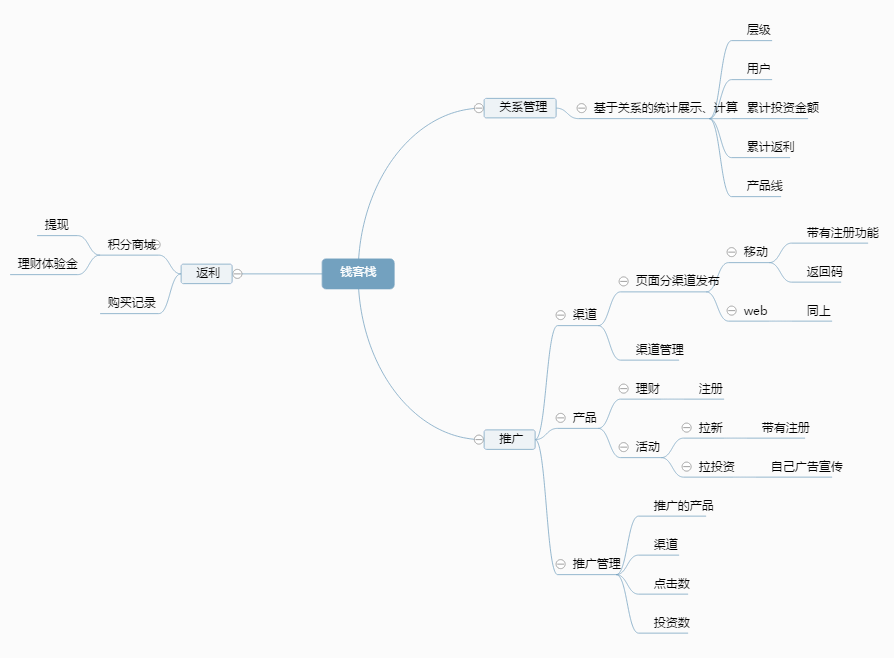 钱客栈
关系管理
基于关系的统计展示、计算
层级
用户
累计投资金额
累计返利
产品线
推广
渠道
页面分渠道发布
移动
带有注册功能
返回码
web
同上
渠道管理
产品
理财
注册
活动
拉新
带有注册
拉投资
自己广告宣传
推广管理
推广的产品
渠道
点击数
投资数
返利
积分商城
提现
理财体验金
购买记录